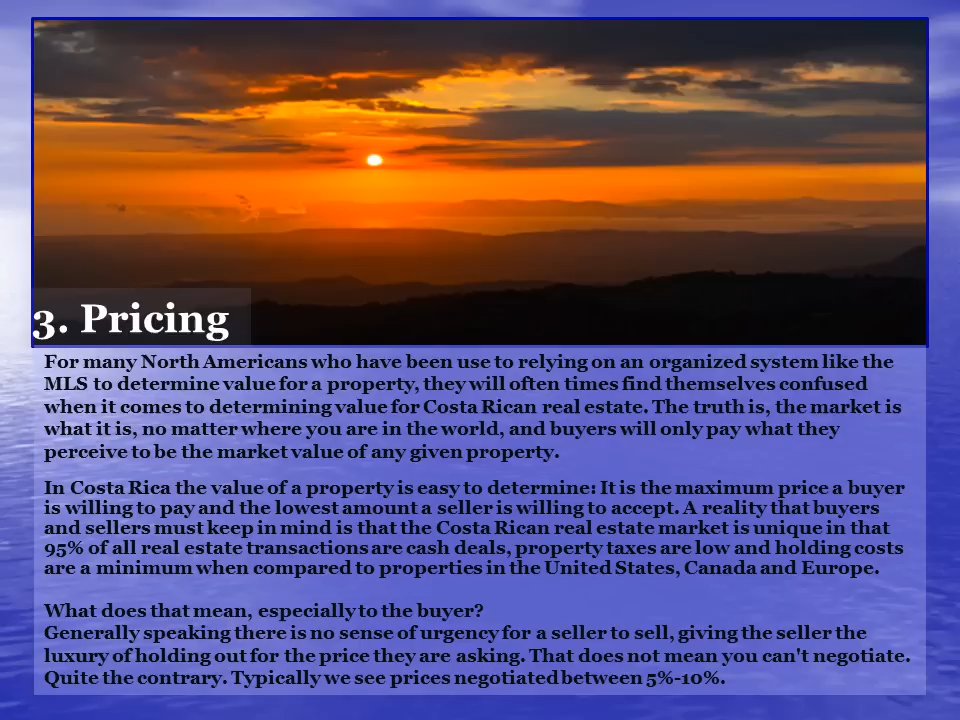 3. Pricing
For many North Americans who have been use to relying on an organized system like the
MLS to determine value for a property, they will often times find themselves confused
when it comes to determining value for Costa Rican real estate. The truth is, the market is
what it is, no matter where you are in the world, and buyers will only pay what they
perceive to be the market value of any given property.
In Costa Rica the value of a property is easy to determine: It is the maximum price a buyer
is willing to pay and the lowest amount a seller is willing to accept. A reality that buyers
and sellers must keep in mind is that the Costa Rican real estate market is unique in that
95% of all real estate transactions are cash deals, property taxes are low and holding costs
are a minimum when compared to properties in the United States, Canada and Europe.
What does that mean, especially to the buyer?
Generally speaking there is no sense of urgency for a seller to sell, giving the seller the
luxury of holding out for the price they are asking. That does not mean you can't negotiate.
Quite the contrary. Typically we see prices negotiated between 5%-10%.